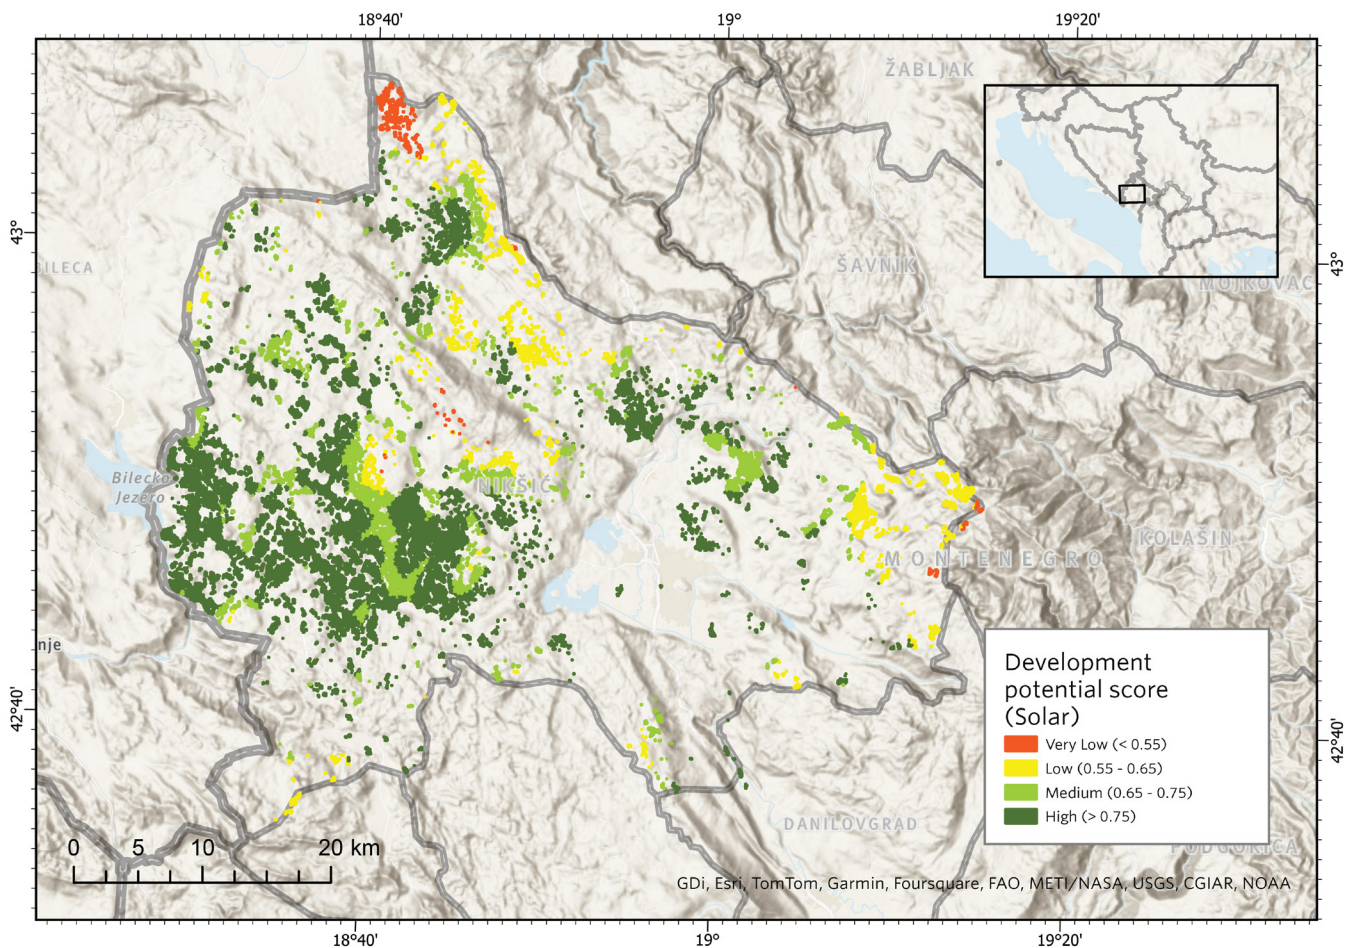 18°40' 19° 19°20'
ŽABLJAK
43°
BILECA
ŠAVNIK
43°
MOJKOVAC
Bilecko
Jezero
NIKŠIĆ
KOLAŠIN
MONTENEGRO
nje
Development
potential score
(Solar)
Very Low (< 0.55)
Low (0.55 - 0.65)
Medium (0.65 - 0.75)
High (> 0.75)
42°40'
42°40'
DANILOVGRAD
PODGORICA
0 5 10 20 km
GDi, Esri, TomTom, Garmin, Foursquare, FAO, METI/NASA, USGS, CGIAR, NOAA
18°40' 19° 19°20'